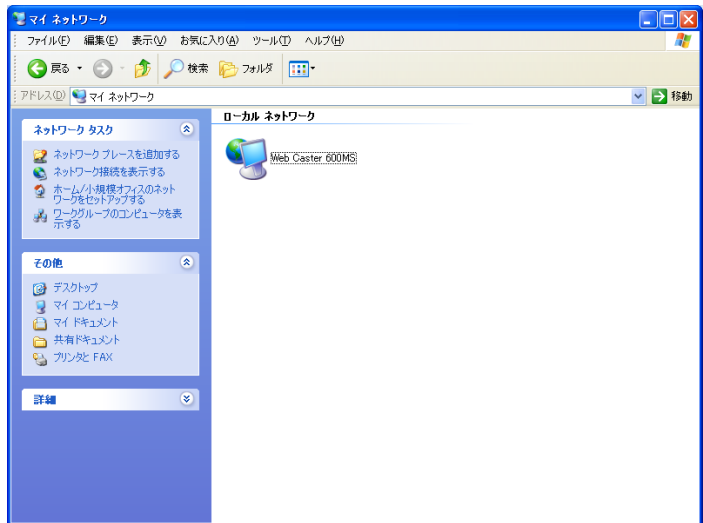 マイ ネットワーク
ファイル(F) 編集(E) 表示(V) お気に入り(A) ツール(T) ヘルプ(H)
戻る 検索 フォルダ
アドレス(D) マイ ネットワーク 移動
ネットワーク タスク
ネットワーク プレースを追加する
ネットワーク接続を表示する
ホーム/小規模オフィスのネット
ワークをセットアップする
ワークグループのコンピュータを表
示する
その他
デスクトップ
マイ コンピュータ
マイ ドキュメント
共有ドキュメント
プリンタと FAX
詳細
ローカル ネットワーク
Web Caster 600MS